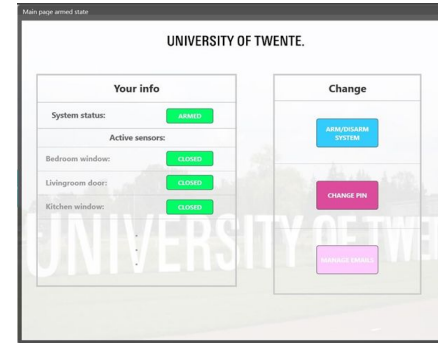 Main page armed state
UNIVERSITY OF TWENTE.
Your info
System status: ARMED
Active sensors:
Bedroom window: CLOSED
Livingroom door: CLOSED
Kitchen window: CLOSED
Change
ARM/DISARM
SYSTEM
CHANGE PIN
MANAGE EMAILS
UNIVERSITY OF TWE